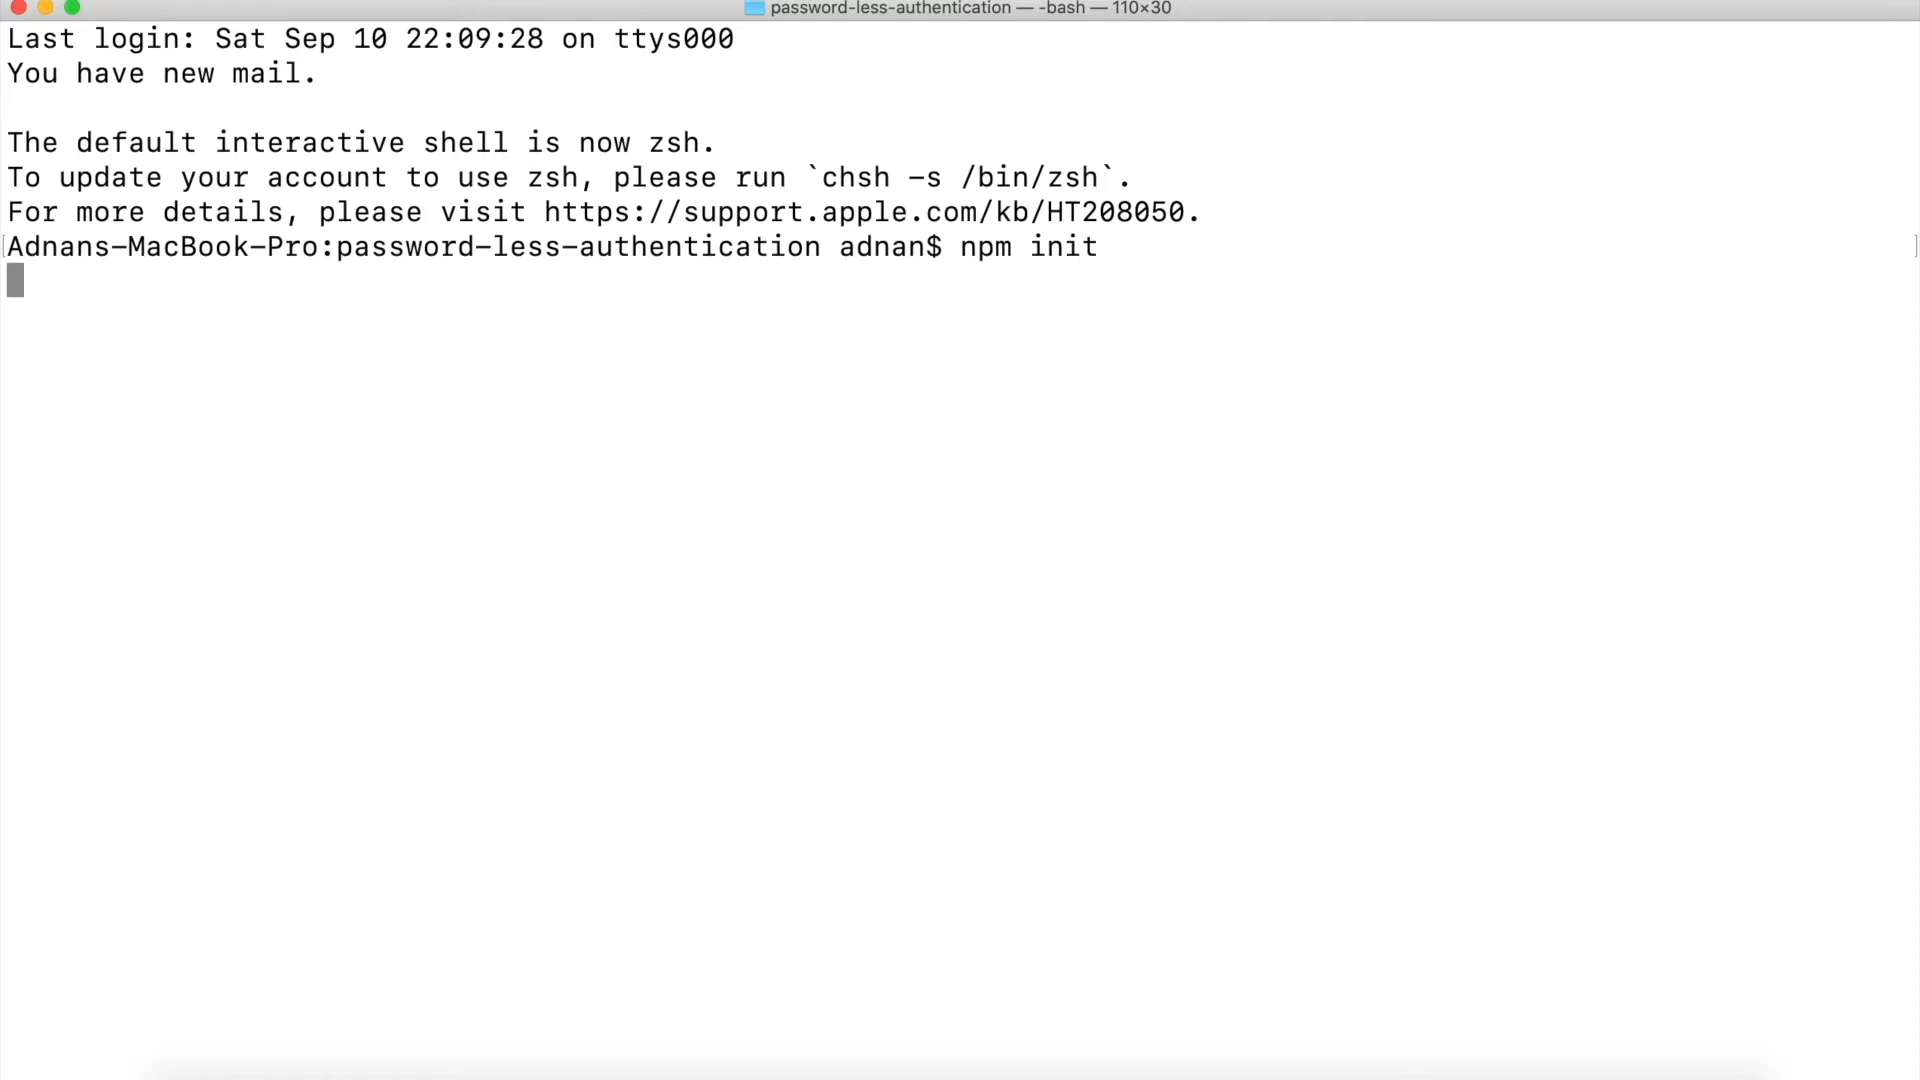 password-less-authentication — -bash — 110×30
Last login: Sat Sep 10 22:09:28 on ttys000
You have new mail.
The default interactive shell is now zsh.
To update your account to use zsh, please run `chsh -s /bin/zsh`.
For more details, please visit https://support.apple.com/kb/HT208050.
[Adnans-MacBook-Pro:password-less-authentication adnan$ npm init ]